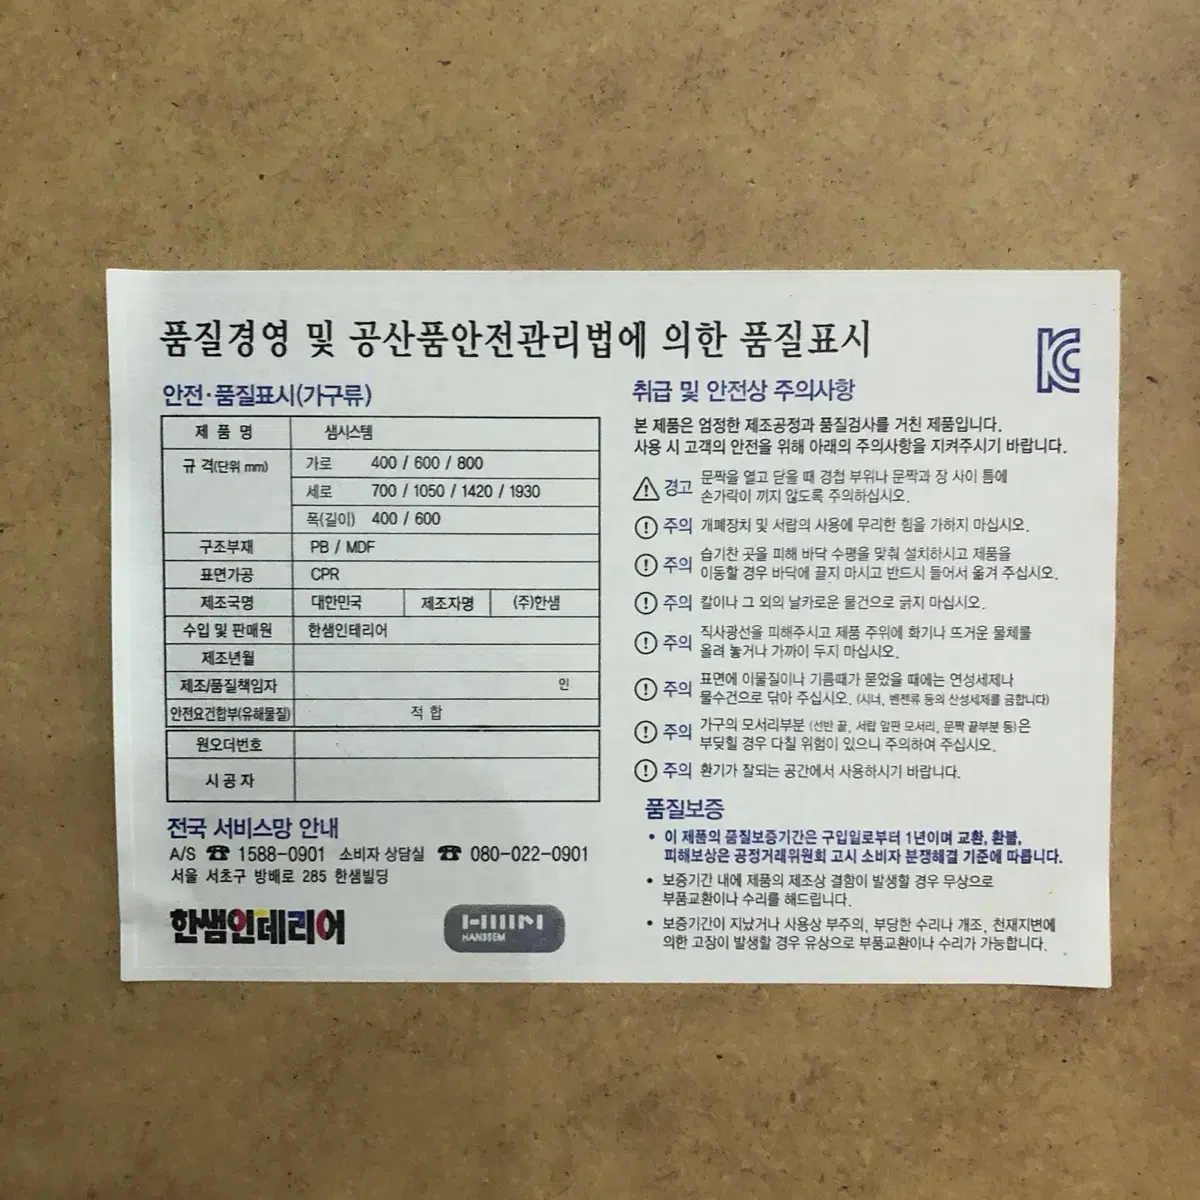 품질경영 및 공산품안전관리법에 의한 품질표시
KC
안전·품질표시(가구류)
제 품 명 샘시스템
규 격(단위 mm) 가로 400 / 600 / 800
세로 700 / 1050 / 1420 / 1930
폭(길이) 400 / 600
구조부재 PB / MDF
표면가공 CPR
제조국명 대한민국 제조자명 (주)한샘
수입 및 판매원 한샘인테리어
제조년월
제조/품질책임자 인
안전요건합부(유해물질) 적 합
원오더번호
시 공 자
전국 서비스망 안내
A/S ☎ 1588-0901 소비자 상담실 ☎ 080-022-0901
서울 서초구 방배로 285 한샘빌딩
한샘인테리어
HANSSEM
취급 및 안전상 주의사항
본 제품은 엄정한 제조공정과 품질검사를 거친 제품입니다.
사용 시 고객의 안전을 위해 아래의 주의사항을 지켜주시기 바랍니다.
경고 문짝을 열고 닫을 때 경첩 부위나 문짝과 장 사이 틈에
손가락이 끼지 않도록 주의하십시오.
주의 개폐장치 및 서랍의 사용에 무리한 힘을 가하지 마십시오.
주의 습기찬 곳을 피해 바닥 수평을 맞춰 설치하시고 제품을
이동할 경우 바닥에 끌지 마시고 반드시 들어서 옮겨 주십시오.
주의 칼이나 그 외의 날카로운 물건으로 긁지 마십시오.
주의 직사광선을 피해주시고 제품 주위에 화기나 뜨거운 물체를
올려 놓거나 가까이 두지 마십시오.
주의 표면에 이물질이나 기름때가 묻었을 때에는 연성세제나
물수건으로 닦아 주십시오. (시너, 벤젠류 등의 산성세제를 금합니다)
주의 가구의 모서리부분 (선반 끝, 서랍 앞판 모서리, 문짝 끝부분 등)은
부딪힐 경우 다칠 위험이 있으니 주의하여 주십시오.
주의 환기가 잘되는 공간에서 사용하시기 바랍니다.
품질보증
• 이 제품의 품질보증기간은 구입일로부터 1년이며 교환, 환불,
피해보상은 공정거래위원회 고시 소비자 분쟁해결 기준에 따릅니다.
• 보증기간 내에 제품의 제조상 결함이 발생할 경우 무상으로
부품교환이나 수리를 해드립니다.
• 보증기간이 지났거나 사용상 부주의, 부당한 수리나 개조, 천재지변에
의한 고장이 발생할 경우 유상으로 부품교환이나 수리가 가능합니다.